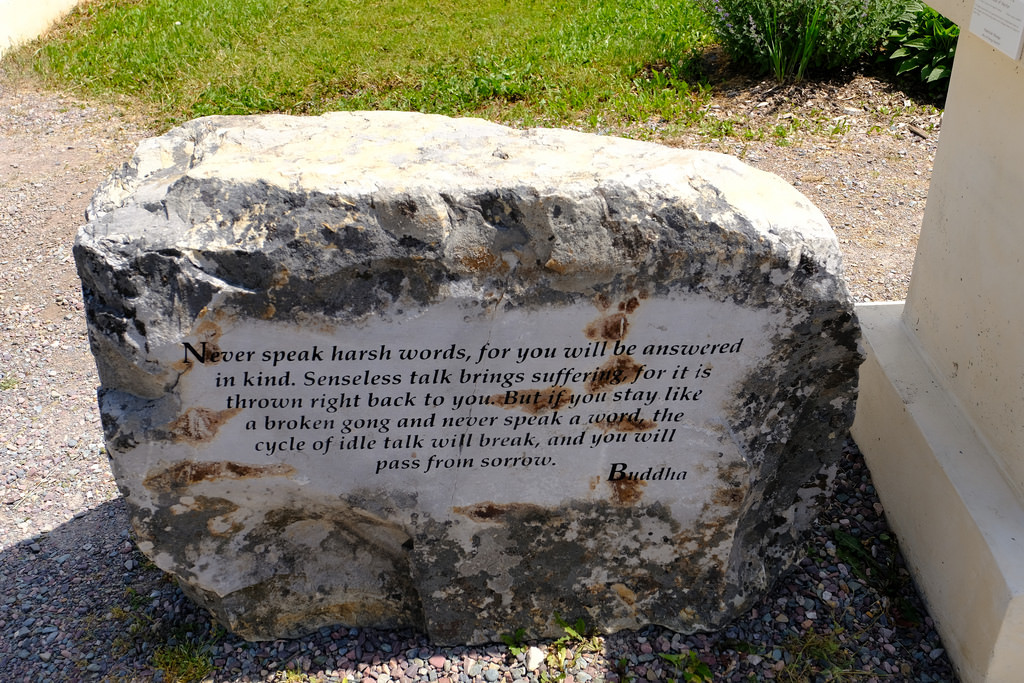 Never speak harsh words, for you will be answered
in kind. Senseless talk brings suffering, for it is
thrown right back to you. But if you stay like
a broken gong and never speak a word, the
cycle of idle talk will break, and you will
pass from sorrow.
Buddha